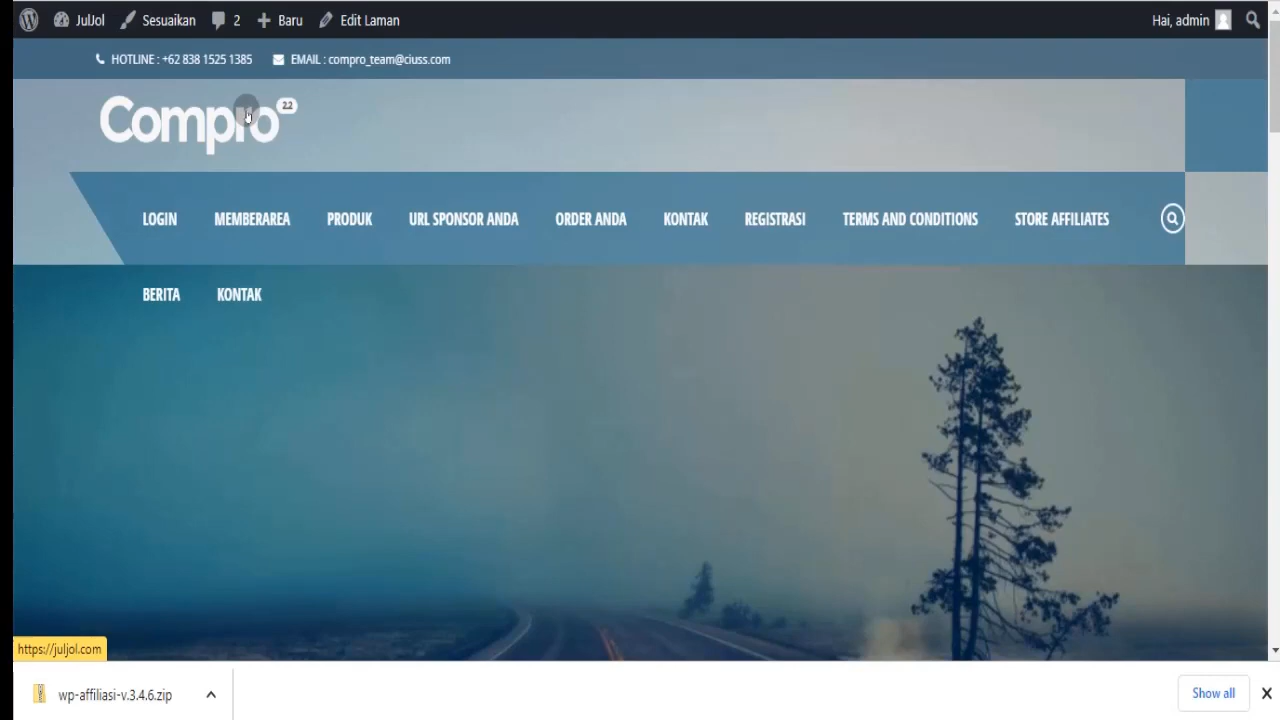 JulJol Sesuaikan 2 Baru Edit Laman Hai, admin
HOTLINE : +62 838 1525 1385 EMAIL : compro_team@ciuss.com
Compro 2.2
LOGIN MEMBERAREA PRODUK URL SPONSOR ANDA ORDER ANDA KONTAK REGISTRASI TERMS AND CONDITIONS STORE AFFILIATES
BERITA KONTAK
https://juljol.com
wp-affiliasi-v.3.4.6.zip Show all